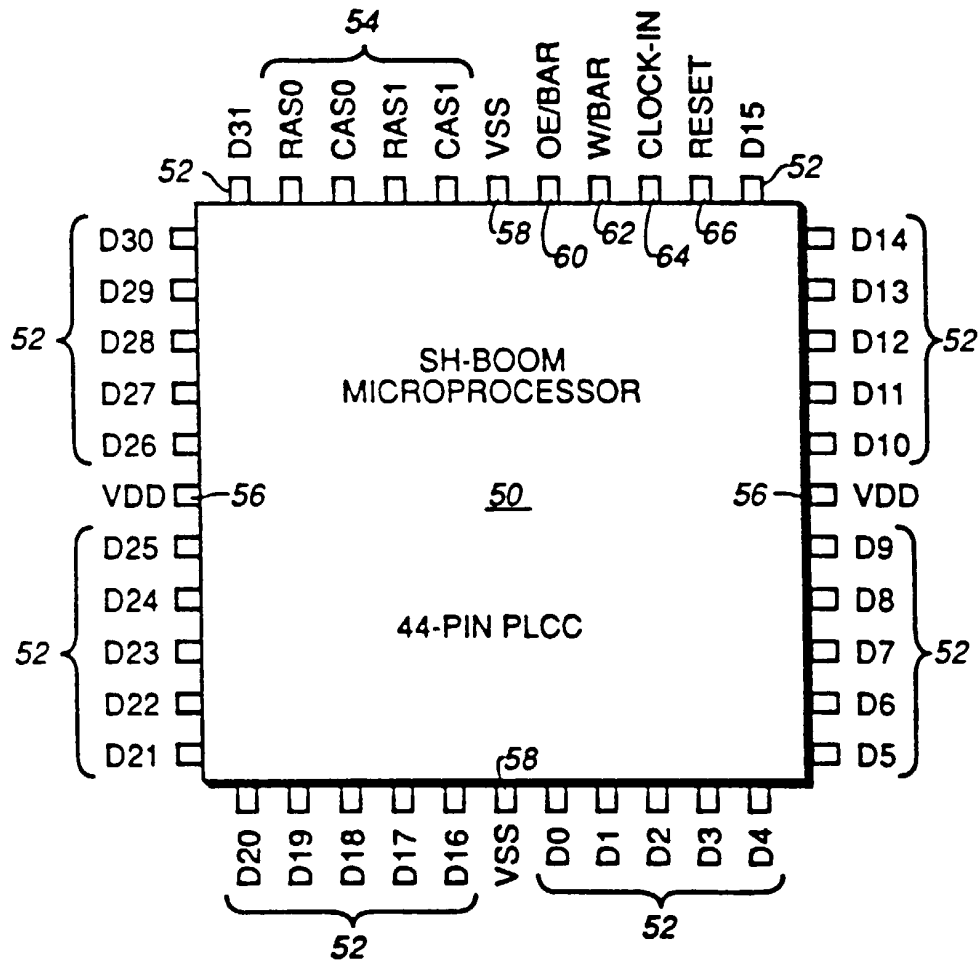 54
D31 RAS0 CAS0 RAS1 CAS1 VSS OE/BAR W/BAR CLOCK-IN RESET D15
52 52
58 60 62 64 66
D30 D14
D29 D13
52 D28 D12 52
D27 D11
D26 D10
SH-BOOM
MICROPROCESSOR
VDD 56 50 56 VDD
D25 D9
D24 D8
44-PIN PLCC
52 D23 D7 52
D22 D6
D21 D5
58
D20 D19 D18 D17 D16 VSS D0 D1 D2 D3 D4
52 52